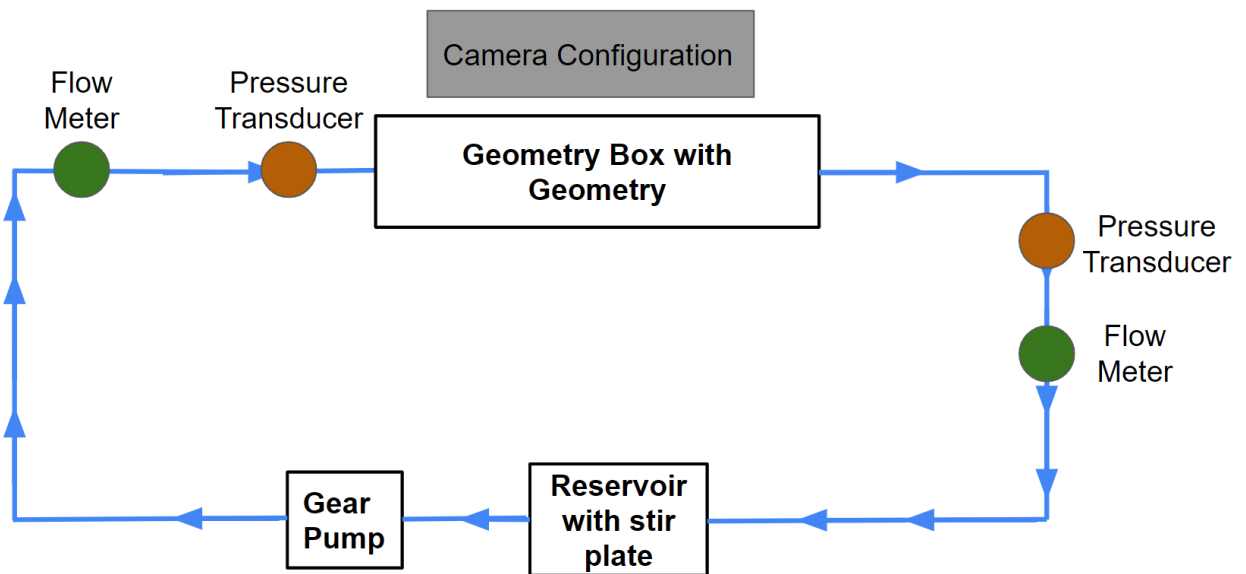 Camera Configuration
Flow
Meter
Pressure
Transducer
Geometry Box with
Geometry
Pressure
Transducer
Flow
Meter
Gear
Pump
Reservoir
with stir
plate